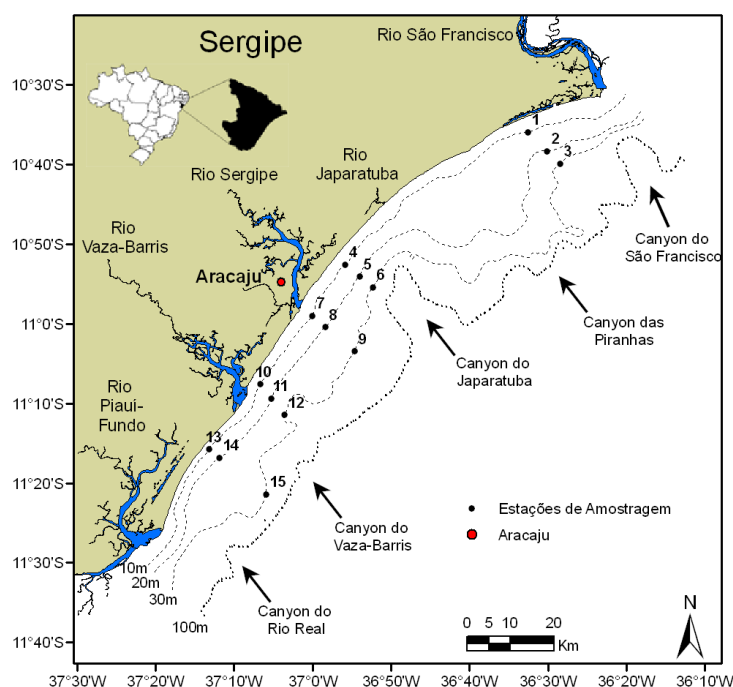 Sergipe
Rio São Francisco
10°30'S
10°40'S
10°50'S
11°0'S
11°10'S
11°20'S
11°30'S
11°40'S
Rio
Japaratuba
Rio Sergipe
Rio
Vaza-Barris
Aracaju
Rio
Piaui-
Fundo
1
2
3
4
5
6
7
8
9
10
11
12
13
14
15
Canyon do
São Francisco
Canyon das
Piranhas
Canyon do
Japaratuba
Canyon do
Vaza-Barris
Canyon do
Rio Real
10m
20m
30m
100m
Estações de Amostragem
Aracaju
N
0 5 10 20
Km
37°30'W 37°20'W 37°10'W 37°0'W 36°50'W 36°40'W 36°30'W 36°20'W 36°10'W